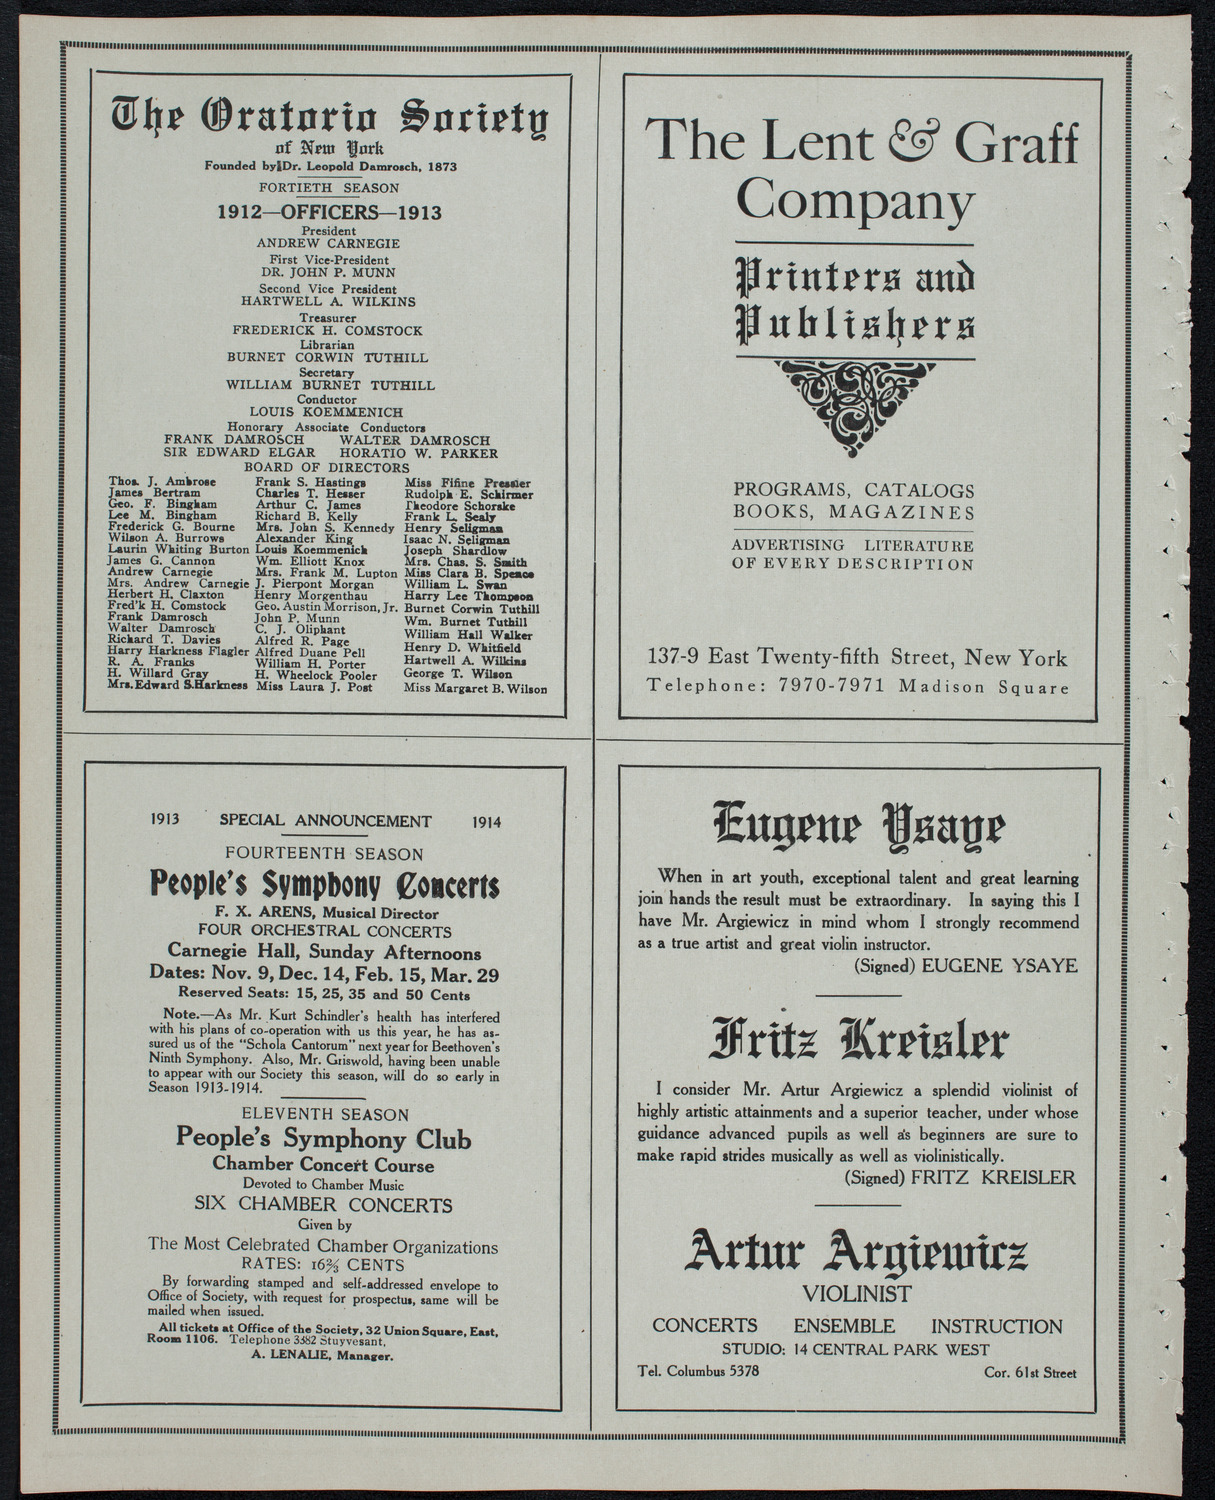 The Oratorio Society
of New York
Founded by Dr. Leopold Damrosch, 1873
FORTIETH SEASON
1912—OFFICERS—1913
President
ANDREW CARNEGIE
First Vice-President
DR. JOHN P. MUNN
Second Vice President
HARTWELL A. WILKINS
Treasurer
FREDERICK H. COMSTOCK
Librarian
BURNET CORWIN TUTHILL
Secretary
WILLIAM BURNET TUTHILL
Conductor
LOUIS KOEMMENICH
Honorary Associate Conductors
FRANK DAMROSCH WALTER DAMROSCH
SIR EDWARD ELGAR HORATIO W. PARKER
BOARD OF DIRECTORS
Thos. J. Ambrose
James Bertram
Geo. F. Bingham
Lee M. Bingham
Frederick G. Bourne
Wilson A. Burrows
Laurin Whiting Burton
James G. Cannon
Andrew Carnegie
Mrs. Andrew Carnegie
Herbert H. Claxton
Fred'k H. Comstock
Frank Damrosch
Walter Damrosch
Richard T. Davies
Harry Harkness Flagler
R. A. Franks
H. Willard Gray
Mrs. Edward S. Harkness
Frank S. Hastings
Charles T. Hesser
Arthur C. James
Richard B. Kelly
Mrs. John S. Kennedy
Alexander King
Louis Koemmenich
Wm. Elliott Knox
Mrs. Frank M. Lupton
J. Pierpont Morgan
Henry Morgenthau
Geo. Austin Morrison, Jr.
John P. Munn
C. J. Oliphant
Alfred R. Page
Alfred Duane Pell
William H. Porter
H. Wheelock Pooler
Miss Laura J. Post
Miss Fifine Pressler
Rudolph E. Schirmer
Theodore Schorske
Frank L. Sealy
Henry Seligman
Isaac N. Seligman
Joseph Shardlow
Mrs. Chas. S. Smith
Miss Clara B. Spence
William L. Swan
Harry Lee Thompson
Burnet Corwin Tuthill
Wm. Burnet Tuthill
William Hall Walker
Henry D. Whitfield
Hartwell A. Wilkins
George T. Wilson
Miss Margaret B. Wilson
The Lent & Graff
Company
Printers and
Publishers
PROGRAMS, CATALOGS
BOOKS, MAGAZINES
ADVERTISING LITERATURE
OF EVERY DESCRIPTION
137-9 East Twenty-fifth Street, New York
Telephone: 7970-7971 Madison Square
1913 SPECIAL ANNOUNCEMENT 1914
FOURTEENTH SEASON
People's Symphony Concerts
F. X. ARENS, Musical Director
FOUR ORCHESTRAL CONCERTS
Carnegie Hall, Sunday Afternoons
Dates: Nov. 9, Dec. 14, Feb. 15, Mar. 29
Reserved Seats: 15, 25, 35 and 50 Cents
Note.—As Mr. Kurt Schindler's health has interfered
with his plans of co-operation with us this year, he has as-
sured us of the "Schola Cantorum" next year for Beethoven's
Ninth Symphony. Also, Mr. Griswold, having been unable
to appear with our Society this season, will do so early in
Season 1913-1914.
ELEVENTH SEASON
People's Symphony Club
Chamber Concert Course
Devoted to Chamber Music
SIX CHAMBER CONCERTS
Given by
The Most Celebrated Chamber Organizations
RATES: 16⅔ CENTS
By forwarding stamped and self-addressed envelope to
Office of Society, with request for prospectus, same will be
mailed when issued.
All tickets at Office of the Society, 32 Union Square, East,
Room 1106. Telephone 3382 Stuyvesant,
A. LENALIE, Manager.
Eugene Ysaye
When in art youth, exceptional talent and great learning
join hands the result must be extraordinary. In saying this I
have Mr. Argiewicz in mind whom I strongly recommend
as a true artist and great violin instructor.
(Signed) EUGENE YSAYE
Fritz Kreisler
I consider Mr. Artur Argiewicz a splendid violinist of
highly artistic attainments and a superior teacher, under whose
guidance advanced pupils as well as beginners are sure to
make rapid strides musically as well as violinistically.
(Signed) FRITZ KREISLER
Artur Argiewicz
VIOLINIST
CONCERTS ENSEMBLE INSTRUCTION
STUDIO: 14 CENTRAL PARK WEST
Tel. Columbus 5378 Cor. 61st Street